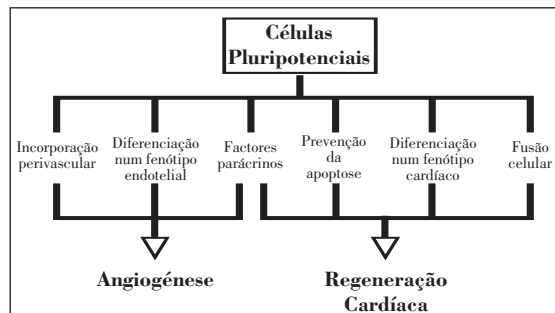 Células
Pluripotenciais
Incorporação
perivascular
Diferenciação
num fenótipo
endotelial
Factores
parácrinos
Prevenção
da
apoptose
Diferenciação
num fenótipo
cardíaco
Fusão
celular
Angiogénese
Regeneração
Cardíaca